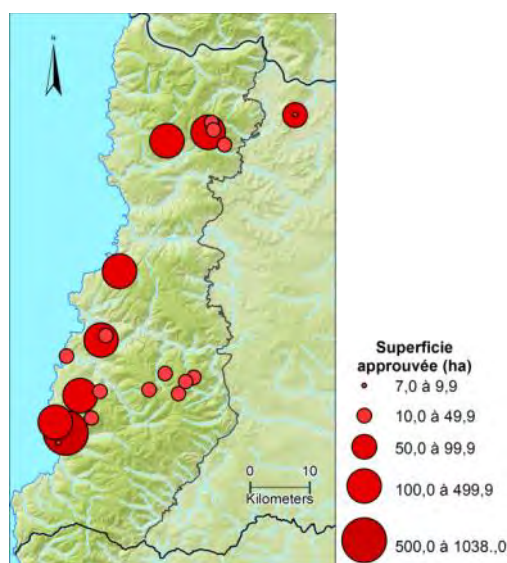 N
Superficie
approuvée (ha)
7,0 à 9,9
10,0 à 49,9
50,0 à 99,9
100,0 à 499,9
500,0 à 1038.,0
0 10
Kilometers